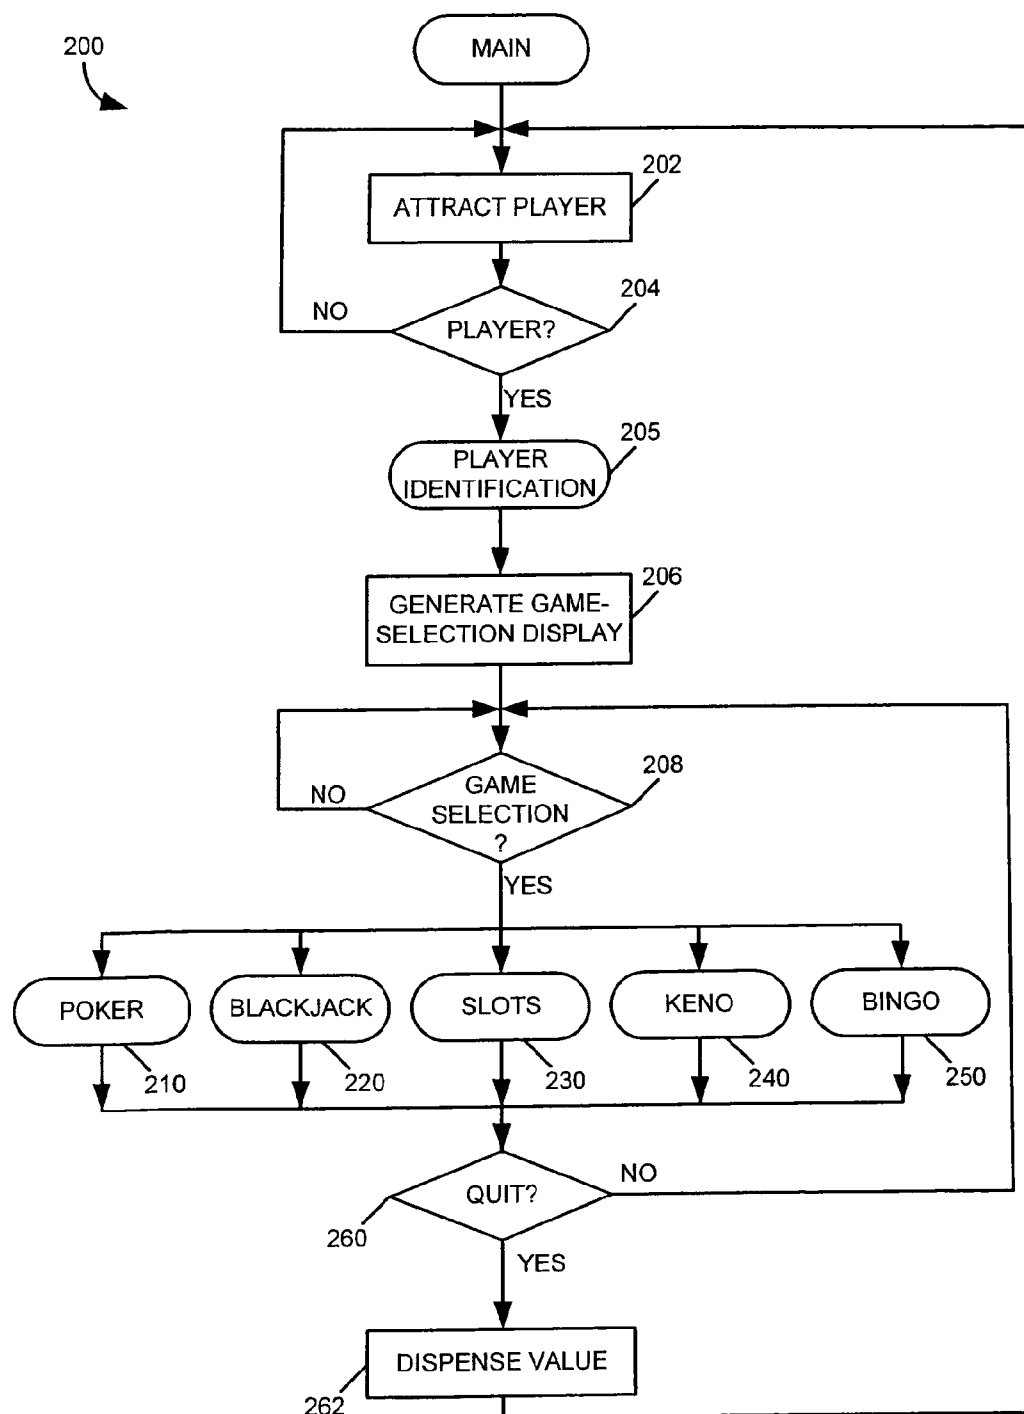 MAIN
200
202
ATTRACT PLAYER
204
NO
PLAYER?
YES
205
PLAYER
IDENTIFICATION
206
GENERATE GAME-
SELECTION DISPLAY
208
GAME
NO
SELECTION
?
YES
POKER
BLACKJACK
SLOTS
KENO
BINGO
210
220
230
240
250
NO
QUIT?
260
YES
DISPENSE VALUE
262